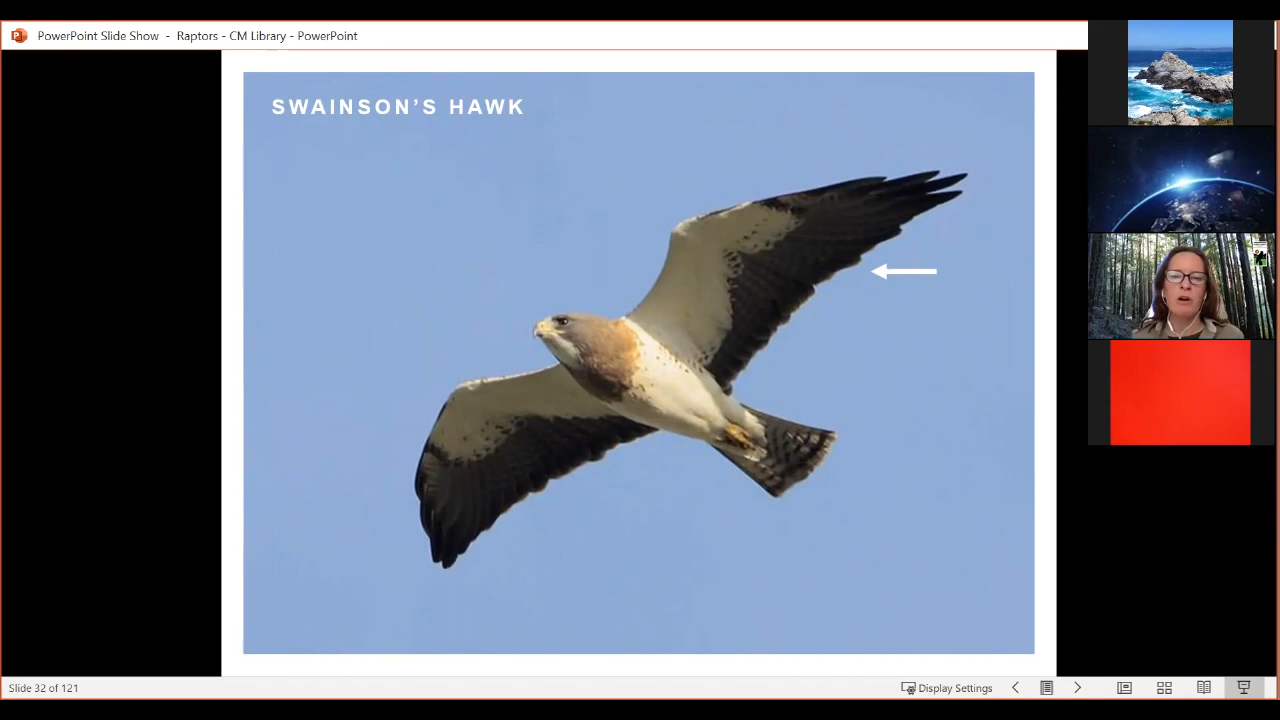 PowerPoint Slide Show - Raptors - CM Library - PowerPoint
SWAINSON'S HAWK
Slide 32 of 121
Display Settings